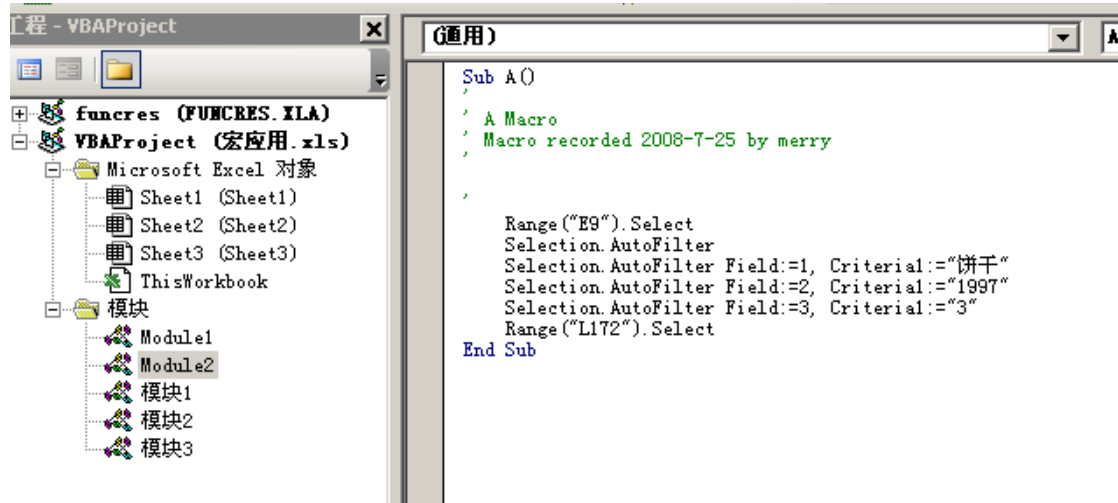 工程 - VBAProject
funcres (FUNCRES.XLA)
VBAProject (宏应用.xls)
Microsoft Excel 对象
Sheet1 (Sheet1)
Sheet2 (Sheet2)
Sheet3 (Sheet3)
ThisWorkbook
模块
Module1
Module2
模块1
模块2
模块3
(通用)
A
Sub A()
'
' A Macro
' Macro recorded 2008-7-25 by merry
'
'
Range("E9").Select
Selection.AutoFilter
Selection.AutoFilter Field:=1, Criteria1:="饼干"
Selection.AutoFilter Field:=2, Criteria1:="1997"
Selection.AutoFilter Field:=3, Criteria1:="3"
Range("L172").Select
End Sub